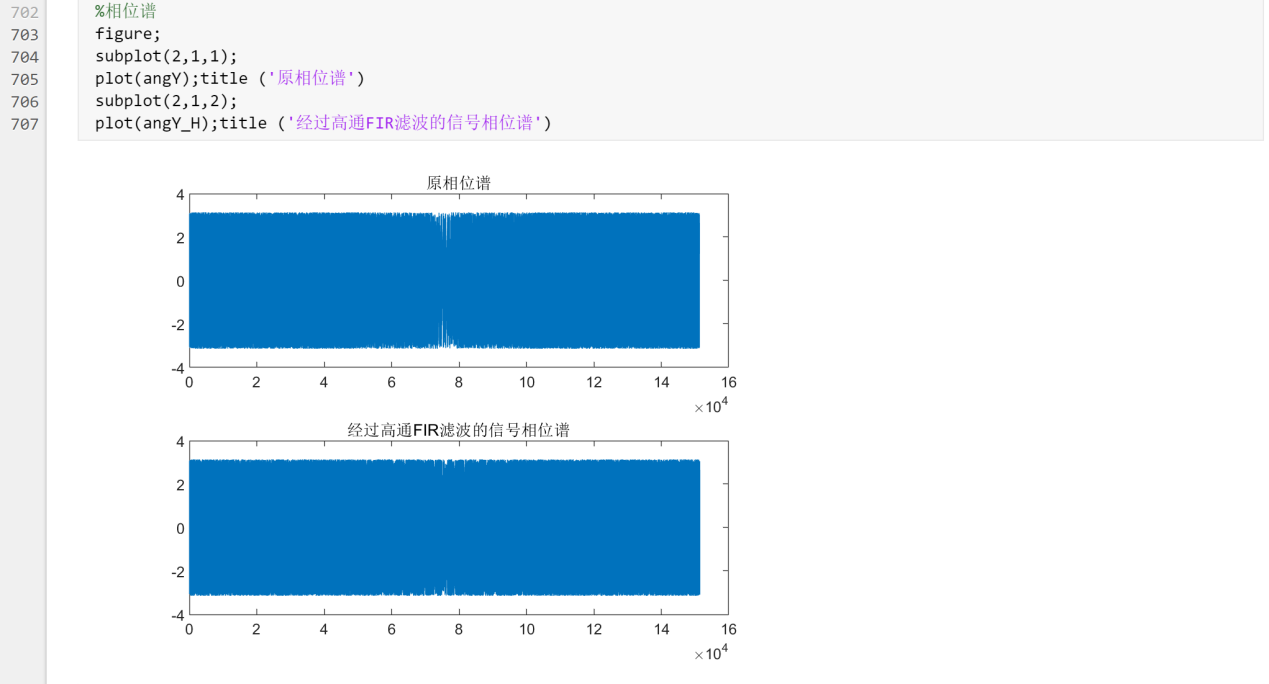 702 %相位谱
703 figure;
704 subplot(2,1,1);
705 plot(angY);title ('原相位谱')
706 subplot(2,1,2);
707 plot(angY_H);title ('经过高通FIR滤波的信号相位谱')
原相位谱
4
2
0
-2
-4
0 2 4 6 8 10 12 14 16
×10⁴
经过高通FIR滤波的信号相位谱
4
2
0
-2
-4
0 2 4 6 8 10 12 14 16
×10⁴